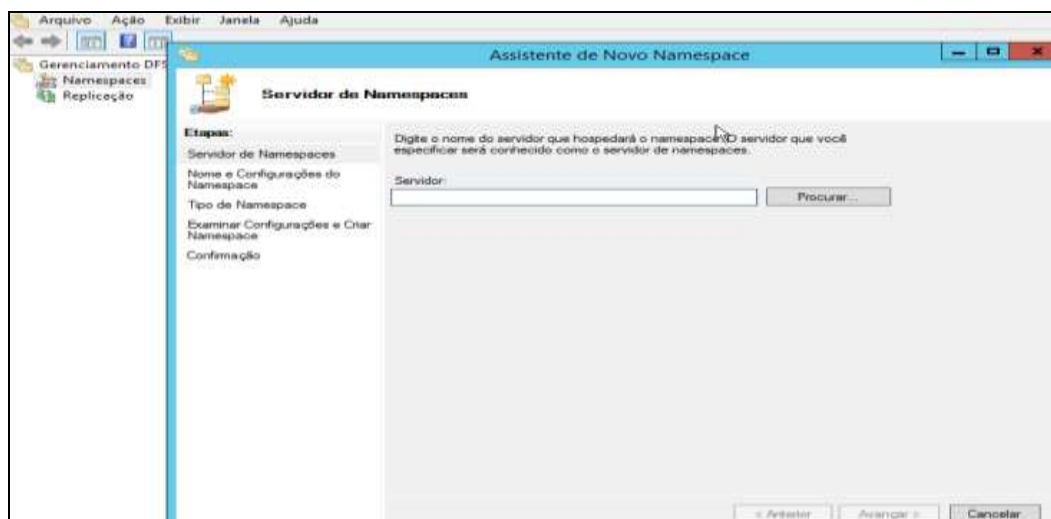 Arquivo Ação Exibir Janela Ajuda
Assistente de Novo Namespace
Gerenciamento DFS
Namespaces
Replicação
Servidor de Namespaces
Etapas:
Servidor de Namespaces
Nome e Configurações do
Namespace
Tipo de Namespace
Examinar Configurações e Criar
Namespace
Confirmação
Digite o nome do servidor que hospedará o namespace. O servidor que você
especificar será conhecido como o servidor de namespaces.
Servidor:
Procurar...
< Anterior
Avançar >
Cancelar